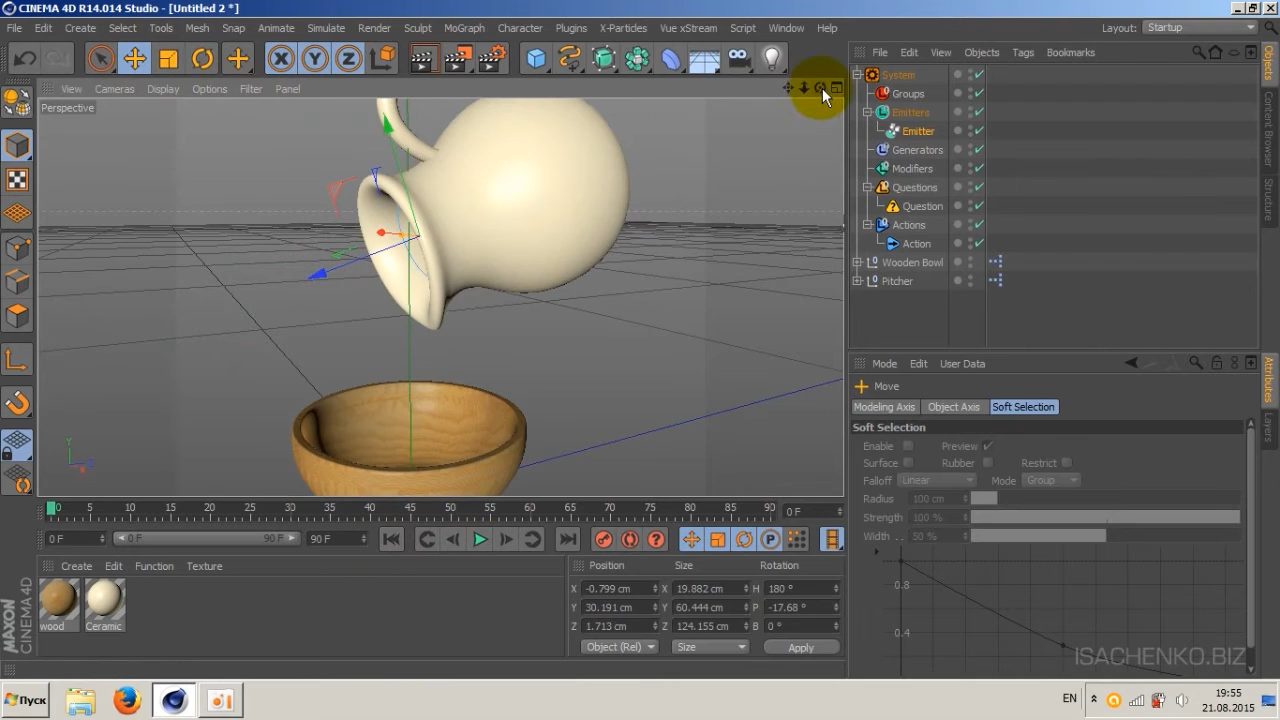 CINEMA 4D R14.014 Studio - [Untitled 2 *]
File Edit Create Select Tools Mesh Snap Animate Simulate Render Sculpt MoGraph Character Plugins X-Particles Vue xStream Script Window Help Layout: Startup
X Y Z
File Edit View Objects Tags Bookmarks
View Cameras Display Options Filter Panel
Perspective
System
Groups
Emitters
Emitter
Generators
Modifiers
Questions
Question
Actions
Action
Wooden Bowl
Pitcher
Objects
Content Browser
Structure
Mode Edit User Data
Move
Modeling Axis Object Axis Soft Selection
Soft Selection
Enable Preview
Surface Rubber Restrict
Falloff Linear Mode Group
Radius 100 cm
Strength 100 %
Width . . 50 %
0.8
0.4
Attributes
Layers
Y
Z
X
0 5 10 15 20 25 30 35 40 45 50 55 60 65 70 75 80 85 90 0 F
0 F 0 F 90 F 90 F
P
Create Edit Function Texture
wood Ceramic
Position Size Rotation
X -0.799 cm X 19.882 cm H 180 °
Y 30.191 cm Y 60.444 cm P -17.68 °
Z 1.713 cm Z 124.155 cm B 0 °
Object (Rel) Size Apply
MAXON
CINEMA 4D
ISACHENKO.BIZ
Пуск
EN
19:55
21.08.2015